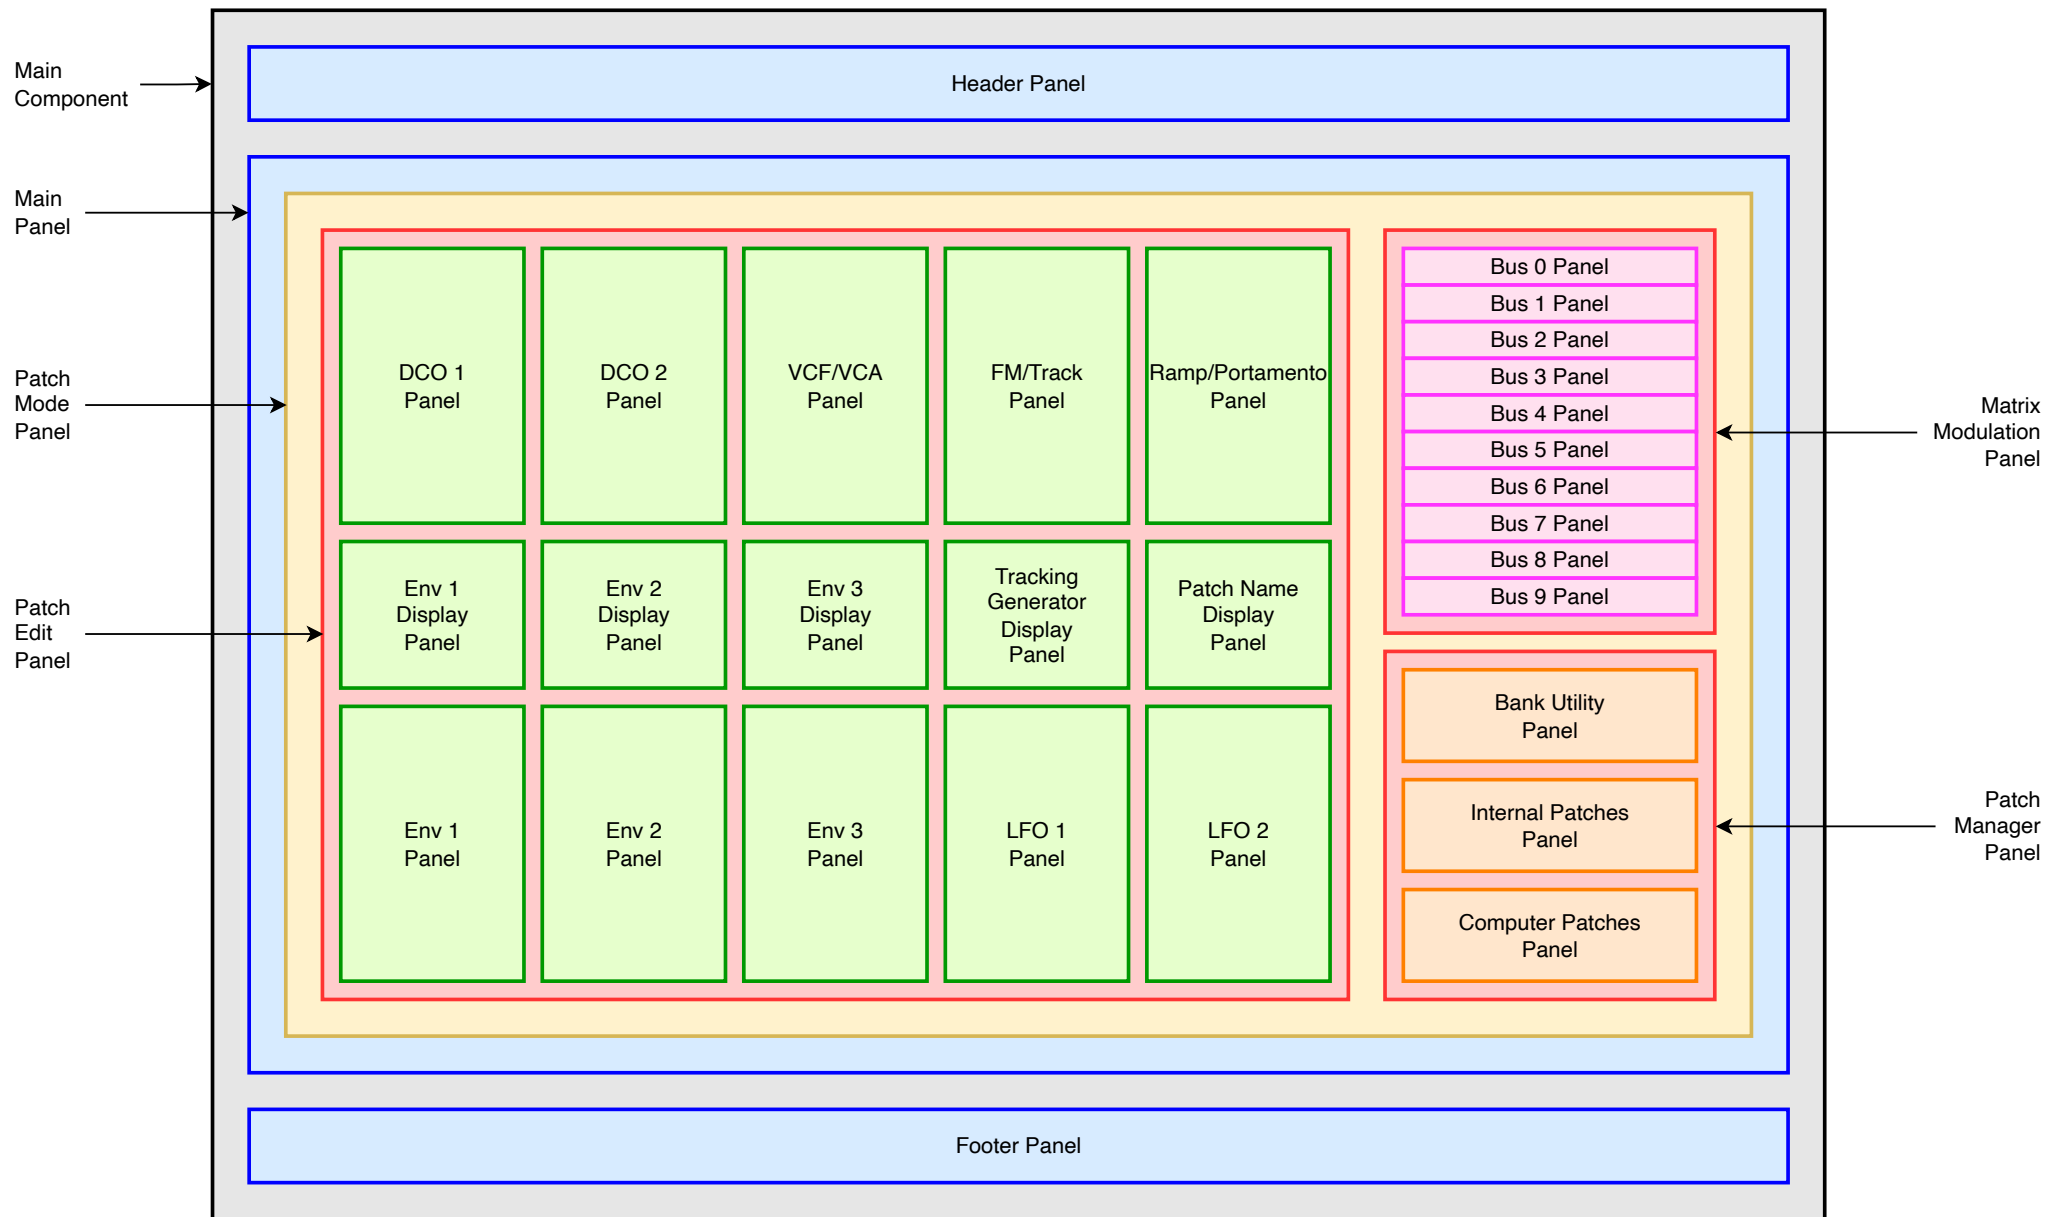 Main
Component
Header Panel
Main
Panel
Patch
Mode
Panel
Patch
Edit
Panel
DCO 1
Panel
DCO 2
Panel
VCF/VCA
Panel
FM/Track
Panel
Ramp/Portamento
Panel
Env 1
Display
Panel
Env 2
Display
Panel
Env 3
Display
Panel
Tracking
Generator
Display
Panel
Patch Name
Display
Panel
Env 1
Panel
Env 2
Panel
Env 3
Panel
LFO 1
Panel
LFO 2
Panel
Bus 0 Panel
Bus 1 Panel
Bus 2 Panel
Bus 3 Panel
Bus 4 Panel
Bus 5 Panel
Bus 6 Panel
Bus 7 Panel
Bus 8 Panel
Bus 9 Panel
Matrix
Modulation
Panel
Bank Utility
Panel
Internal Patches
Panel
Computer Patches
Panel
Patch
Manager
Panel
Footer Panel